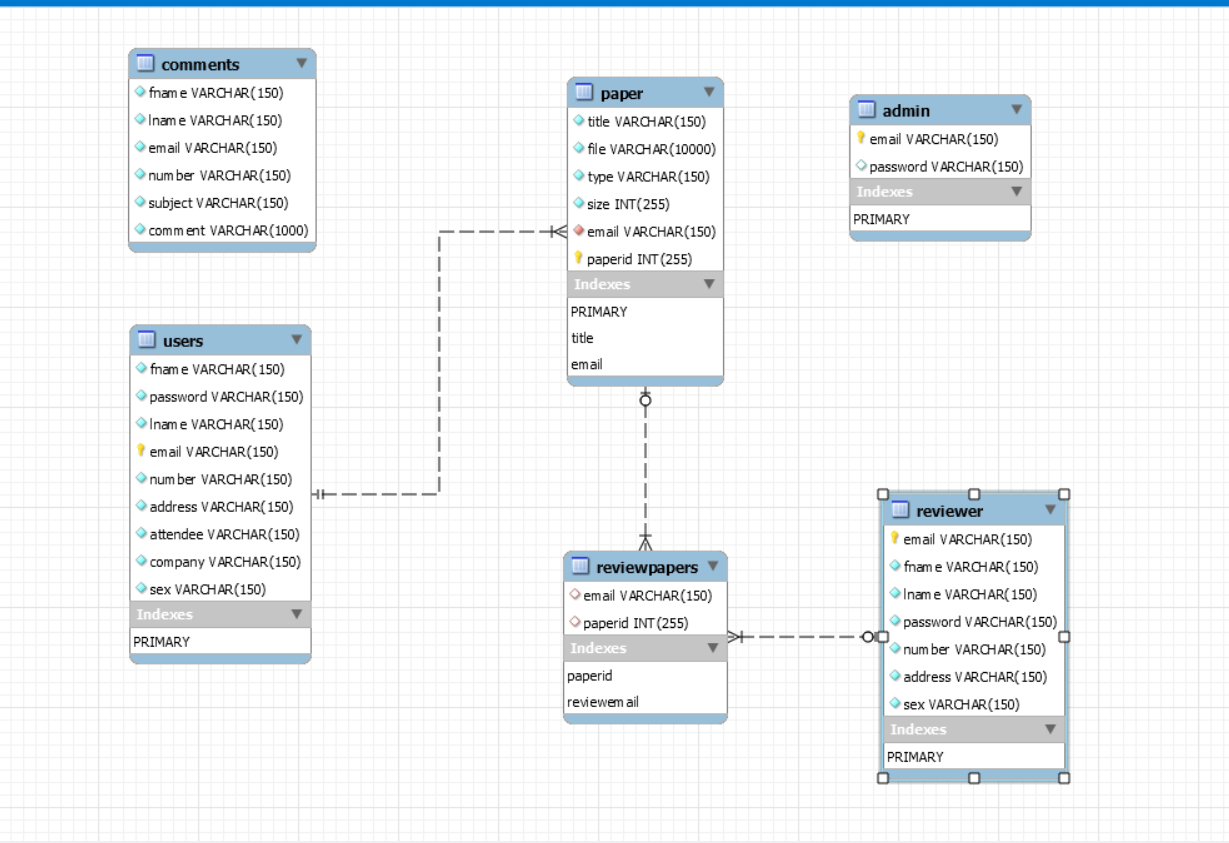 comments
fname VARCHAR(150)
lname VARCHAR(150)
email VARCHAR(150)
number VARCHAR(150)
subject VARCHAR(150)
comment VARCHAR(1000)
paper
title VARCHAR(150)
file VARCHAR(10000)
type VARCHAR(150)
size INT(255)
email VARCHAR(150)
paperid INT(255)
Indexes
PRIMARY
title
email
admin
email VARCHAR(150)
password VARCHAR(150)
Indexes
PRIMARY
users
fname VARCHAR(150)
password VARCHAR(150)
lname VARCHAR(150)
email VARCHAR(150)
number VARCHAR(150)
address VARCHAR(150)
attendee VARCHAR(150)
company VARCHAR(150)
sex VARCHAR(150)
Indexes
PRIMARY
reviewpapers
email VARCHAR(150)
paperid INT(255)
Indexes
paperid
reviewemail
reviewer
email VARCHAR(150)
fname VARCHAR(150)
lname VARCHAR(150)
password VARCHAR(150)
number VARCHAR(150)
address VARCHAR(150)
sex VARCHAR(150)
Indexes
PRIMARY